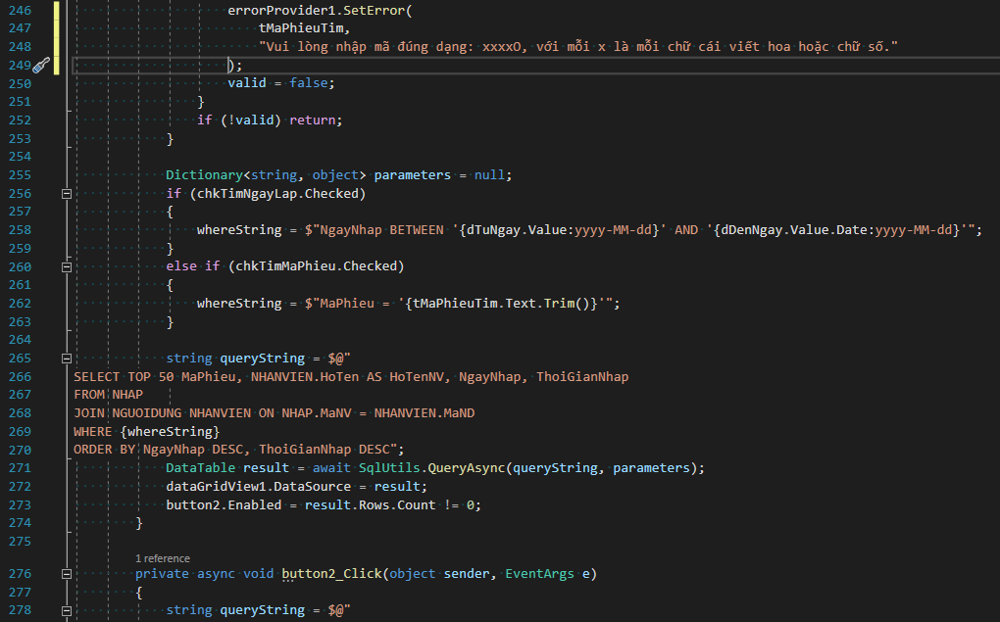 246 errorProvider1.SetError(
247 tMaPhieuTim,
248 "Vui lòng nhập mã đúng dạng: xxxxO, với mỗi x là mỗi chữ cái viết hoa hoặc chữ số."
249 );
250 valid = false;
251 }
252 if (!valid) return;
253 }
254
255 Dictionary<string, object> parameters = null;
256 if (chkTimNgayLap.Checked)
257 {
258 whereString = $"NgayNhap BETWEEN '{dTuNgay.Value:yyyy-MM-dd}' AND '{dDenNgay.Value.Date:yyyy-MM-dd}'";
259 }
260 else if (chkTimMaPhieu.Checked)
261 {
262 whereString = $"MaPhieu = '{tMaPhieuTim.Text.Trim()}'";
263 }
264
265 string queryString = $@"
266 SELECT TOP 50 MaPhieu, NHANVIEN.HoTen AS HoTenNV, NgayNhap, ThoiGianNhap
267 FROM NHAP
268 JOIN NGUOIDUNG NHANVIEN ON NHAP.MaNV = NHANVIEN.MaND
269 WHERE {whereString}
270 ORDER BY NgayNhap DESC, ThoiGianNhap DESC";
271 DataTable result = await SqlUtils.QueryAsync(queryString, parameters);
272 dataGridView1.DataSource = result;
273 button2.Enabled = result.Rows.Count != 0;
274 }
275
1 reference
276 private async void button2_Click(object sender, EventArgs e)
277 {
278 string queryString = $@"